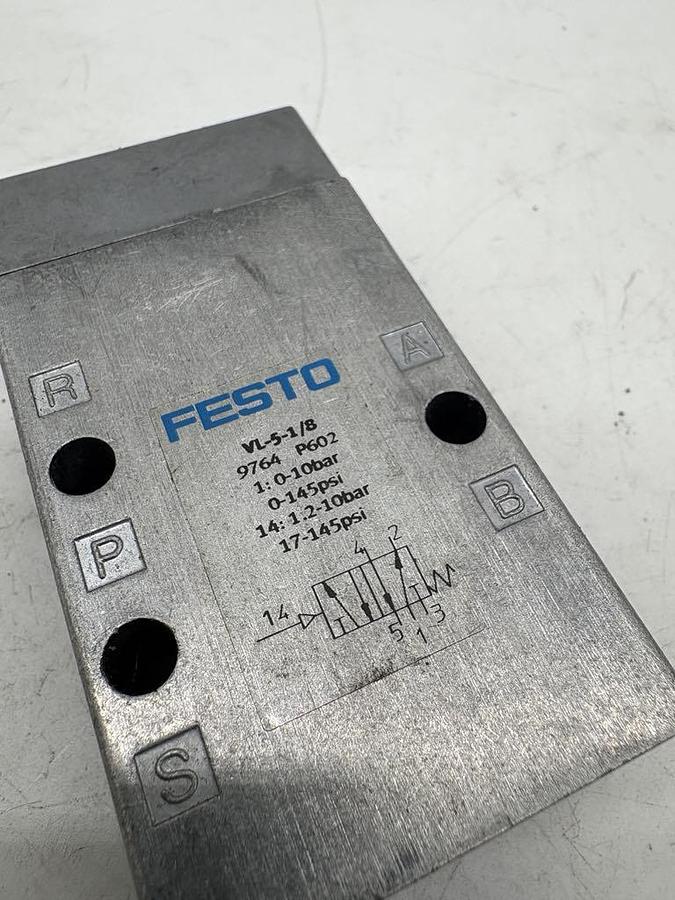 R
A
FESTO
VL-5-1/8
9764 P602
1: 0-10bar
0-145psi
14: 1.2-10bar
17-145psi
B
P
4 2
14
5 1 3
S